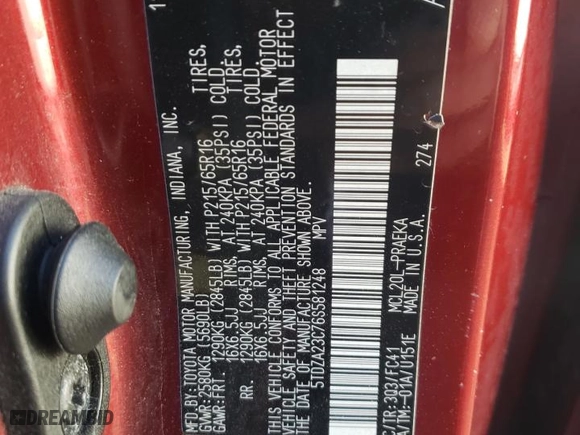 MFD.BY: TOYOTA MOTOR MANUFACTURING, INDIANA, INC.
GVWR: 2580KG (5690LB)
GAWR: FRT. 1290KG (2845LB) WITH P215/65R16 TIRES,
16X6.5JJ RIMS, AT 240KPA (35PSI) COLD
RR. 1290KG (2845LB) WITH P215/65R16 TIRES,
16X6.5JJ RIMS, AT 240KPA (35PSI) COLD
THIS VEHICLE CONFORMS TO ALL APPLICABLE FEDERAL MOTOR
VEHICLE SAFETY AND THEFT PREVENTION STANDARDS IN EFFECT
ON THE DATE OF MANUFACTURE SHOWN ABOVE.
5TDZA23C76S581248 MPV
C/TR: 3Q3/FC41 MCL20L-PRAEKA 274
A/TM: -01A/U151E MADE IN U.S.A.
DREAMBID